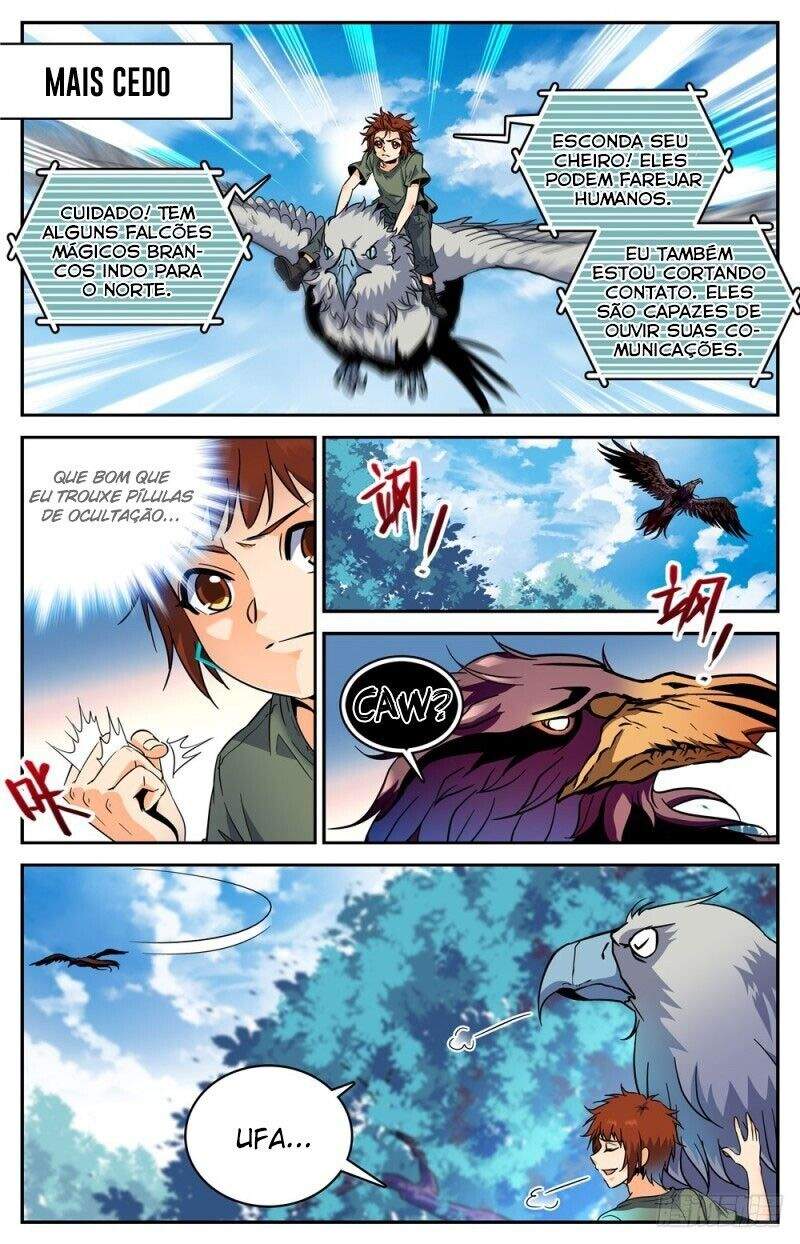 MAIS CEDO
CUIDADO! TEM
ALGUNS FALCÕES
MÁGICOS BRAN-
COS INDO PARA
O NORTE.
ESCONDA SEU
CHEIRO! ELES
PODEM FAREJAR
HUMANOS.
EU TAMBÉM
ESTOU CORTANDO
CONTATO. ELES
SÃO CAPAZES DE
OUVIR SUAS CO-
MUNICAÇÕES.
QUE BOM QUE
EU TROUXE PÍLULAS
DE OCULTAÇÃO...
咔
CAW?
UFA...